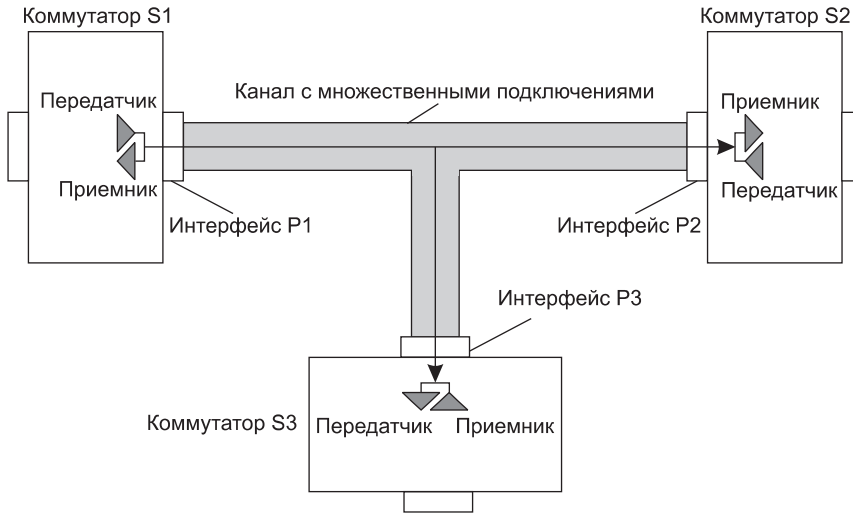 Коммутатор S1
Коммутатор S2
Канал с множественными подключениями
Передатчик
Приемник
Приемник
Передатчик
Интерфейс P1
Интерфейс P2
Интерфейс P3
Коммутатор S3
Передатчик
Приемник